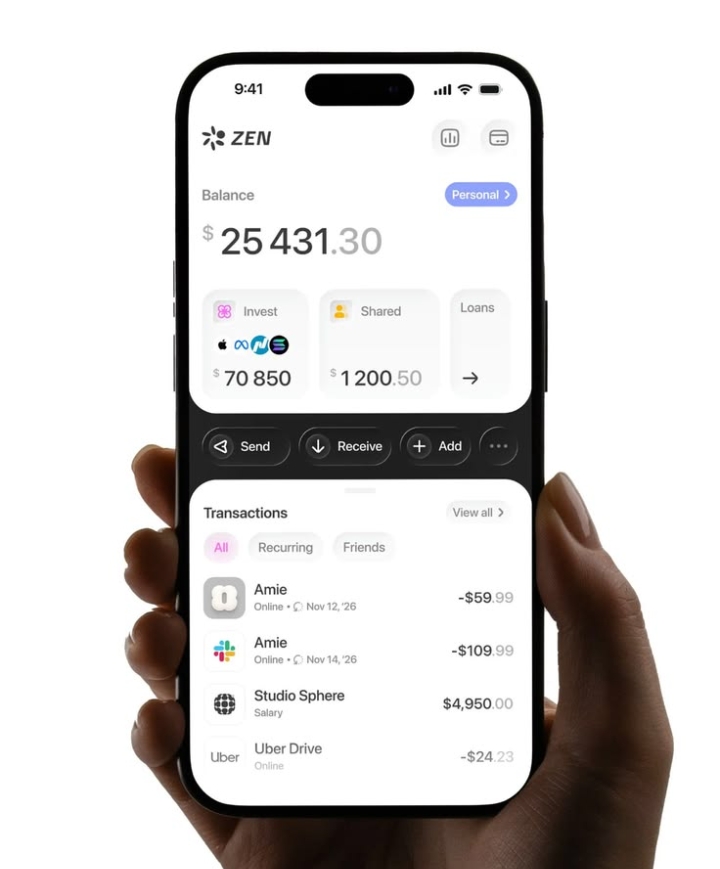 9:41
ZEN
Balance
Personal
$ 25 431.30
Invest
Shared
Loans
$ 70 850
$ 1 200.50
Send
Receive
Add
Transactions
View all
All
Recurring
Friends
Amie
Online • Nov 12, '26
-$59.99
Amie
Online • Nov 14, '26
-$109.99
Studio Sphere
Salary
$4,950.00
Uber
Uber Drive
Online
-$24.23